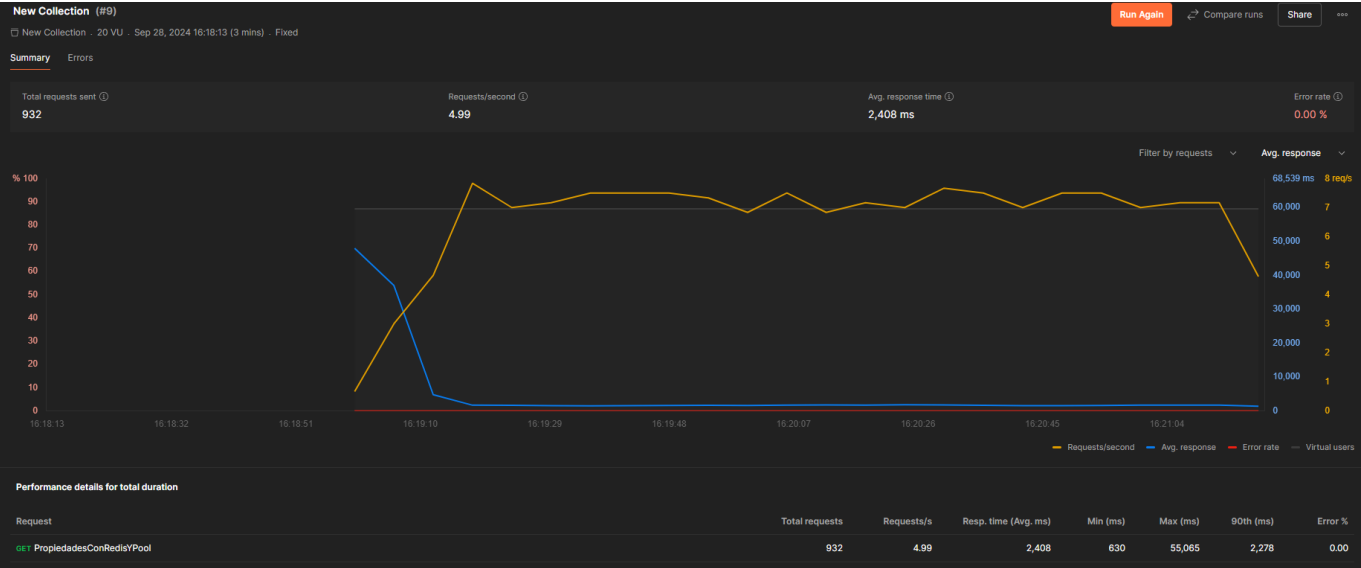 New Collection (#9)
Run Again
Compare runs
Share
New Collection . 20 VU . Sep 28, 2024 16:18:13 (3 mins) . Fixed
Summary Errors
Total requests sent Requests/second Avg. response time Error rate
932 4.99 2,408 ms 0.00 %
Filter by requests Avg. response
% 100 68,539 ms 8 req/s
90 60,000 7
80
70 50,000 6
60 40,000 5
50 30,000 4
40 3
30 20,000 2
20
10 10,000 1
0 0 0
16:18:13 16:18:32 16:18:51 16:19:10 16:19:29 16:19:48 16:20:07 16:20:26 16:20:45 16:21:04
Requests/second Avg. response Error rate Virtual users
Performance details for total duration
Request Total requests Requests/s Resp. time (Avg. ms) Min (ms) Max (ms) 90th (ms) Error %
GET PropiedadesConRedisYPool 932 4.99 2,408 630 55,065 2,278 0.00